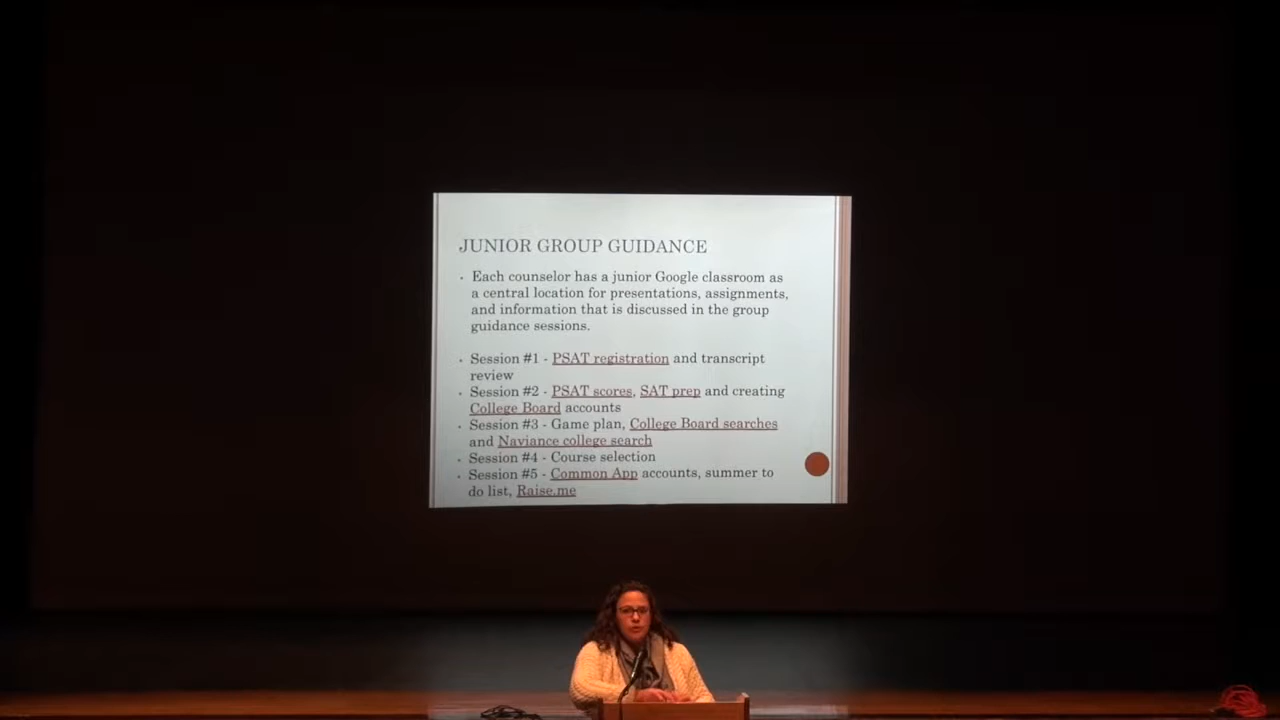 JUNIOR GROUP GUIDANCE
• Each counselor has a junior Google classroom as
a central location for presentations, assignments,
and information that is discussed in the group
guidance sessions.
• Session #1 - PSAT registration and transcript
review
• Session #2 - PSAT scores, SAT prep and creating
College Board accounts
• Session #3 - Game plan, College Board searches
and Naviance college search
• Session #4 - Course selection
• Session #5 - Common App accounts, summer to
do list, Raise.me